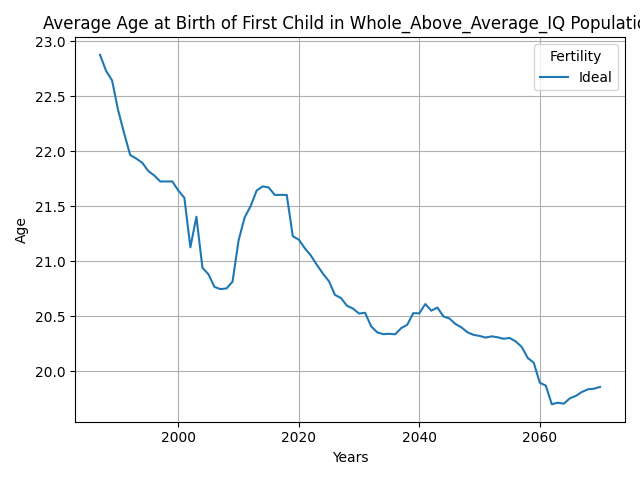 Average Age at Birth of First Child in Whole_Above_Average_IQ Populatio
Fertility
Ideal
23.0
22.5
22.0
21.5
21.0
20.5
20.0
Age
2000 2020 2040 2060
Years